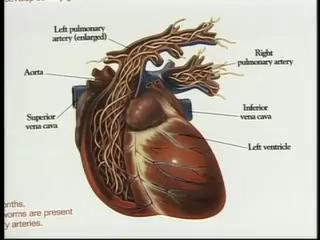 Left pulmonary
artery (enlarged)
Right
pulmonary artery
Aorta
Superior
vena cava
Inferior
vena cava
Left ventricle
onths.
worms are present
y arteries.